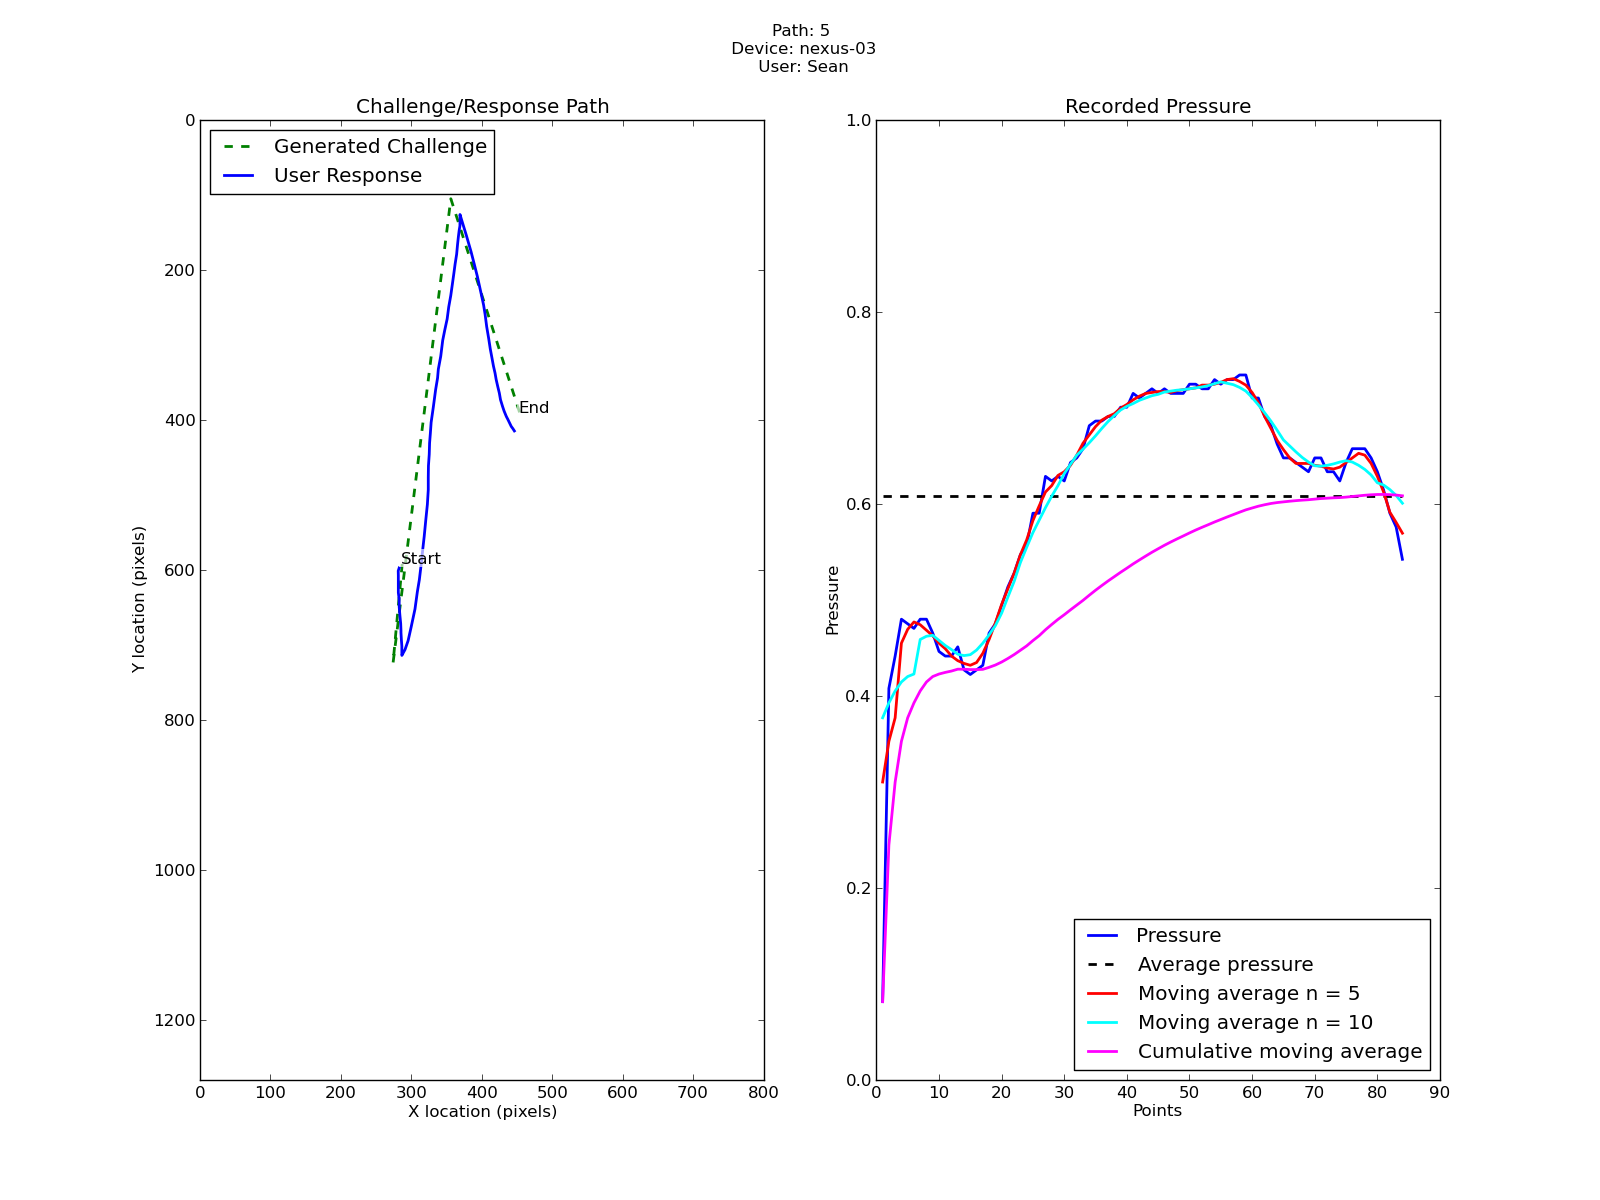 Path: 5
Device: nexus-03
User: Sean
Challenge/Response Path
Generated Challenge
User Response
0
200
400
600
800
1000
1200
Y location (pixels)
Start
End
0 100 200 300 400 500 600 700 800
X location (pixels)
Recorded Pressure
1.0
0.8
0.6
0.4
0.2
0.0
Pressure
Pressure
Average pressure
Moving average n = 5
Moving average n = 10
Cumulative moving average
0 10 20 30 40 50 60 70 80 90
Points